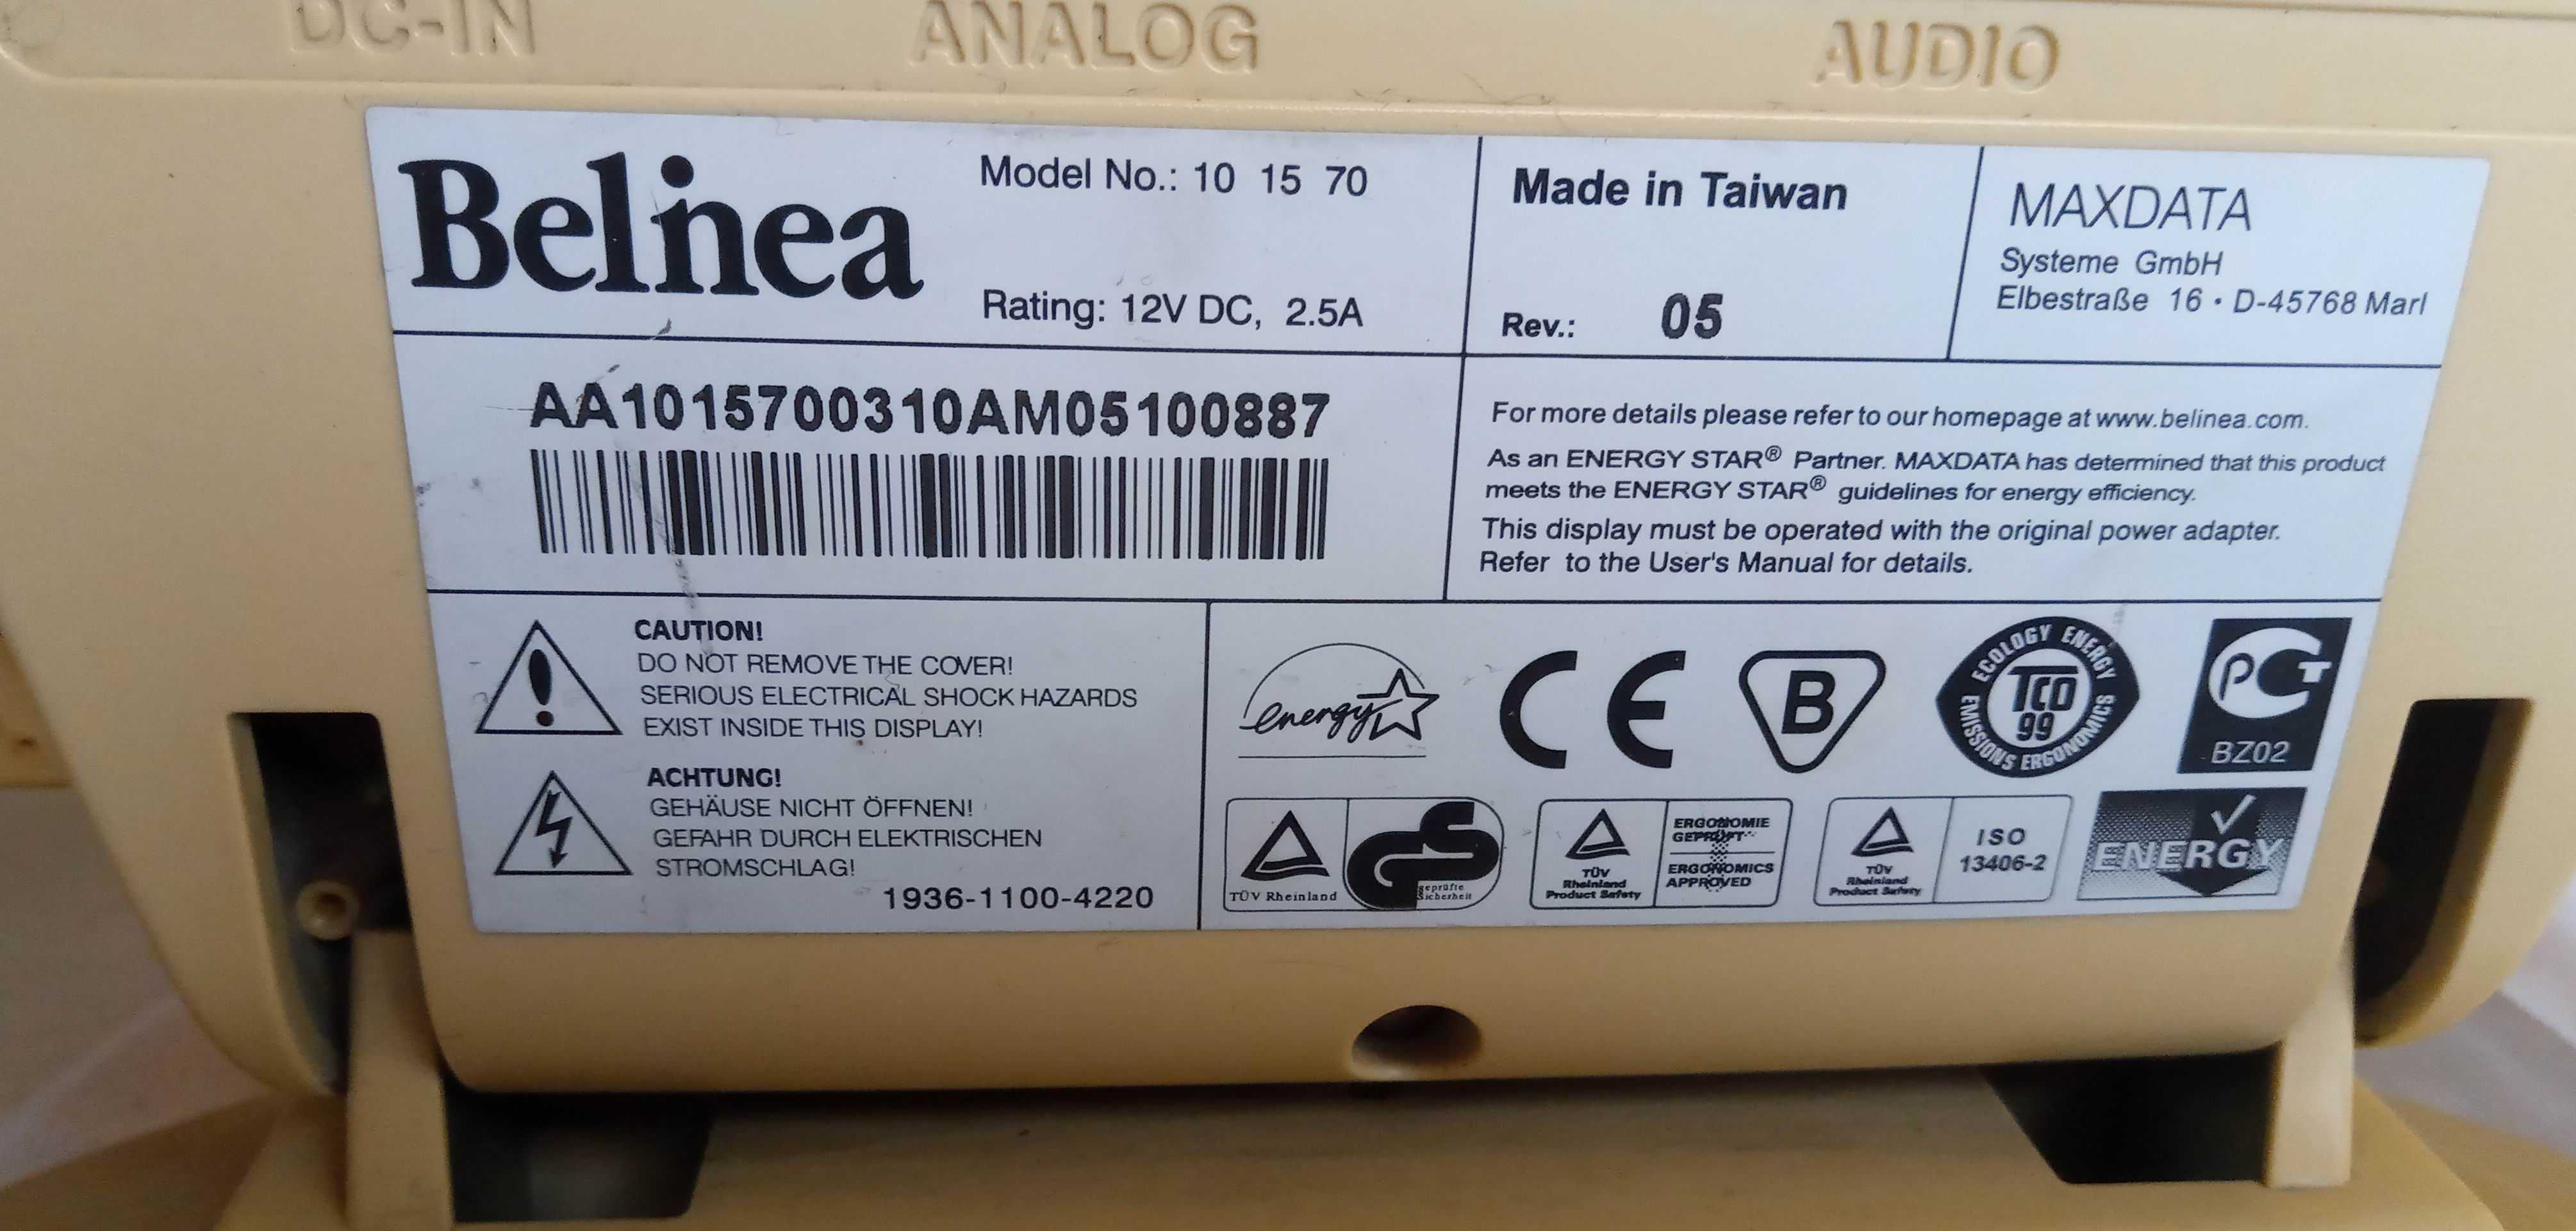 DC-IN ANALOG AUDIO
Belinea
Model No.: 10 15 70
Rating: 12V DC, 2.5A
Made in Taiwan
Rev.: 05
MAXDATA
Systeme GmbH
Elbestraße 16 • D-45768 Marl
AA1015700310AM05100887
For more details please refer to our homepage at www.belinea.com.
As an ENERGY STAR® Partner. MAXDATA has determined that this product
meets the ENERGY STAR® guidelines for energy efficiency.
This display must be operated with the original power adapter.
Refer to the User's Manual for details.
CAUTION!
DO NOT REMOVE THE COVER!
SERIOUS ELECTRICAL SHOCK HAZARDS
EXIST INSIDE THIS DISPLAY!
ACHTUNG!
GEHÄUSE NICHT ÖFFNEN!
GEFAHR DURCH ELEKTRISCHEN
STROMSCHLAG!
1936-1100-4220
energy
CE
B
ECOLOGY ENERGY
TCO
99
EMISSIONS ERGONOMICS
PCT
BZ02
TÜV Rheinland
GS
geprüfte
Sicherheit
TÜV
Rheinland
Product Safety
ERGONOMIE
GEPRÜFT
ERGONOMICS
APPROVED
TÜV
Rheinland
Product Safety
ISO
13406-2
ENERGY